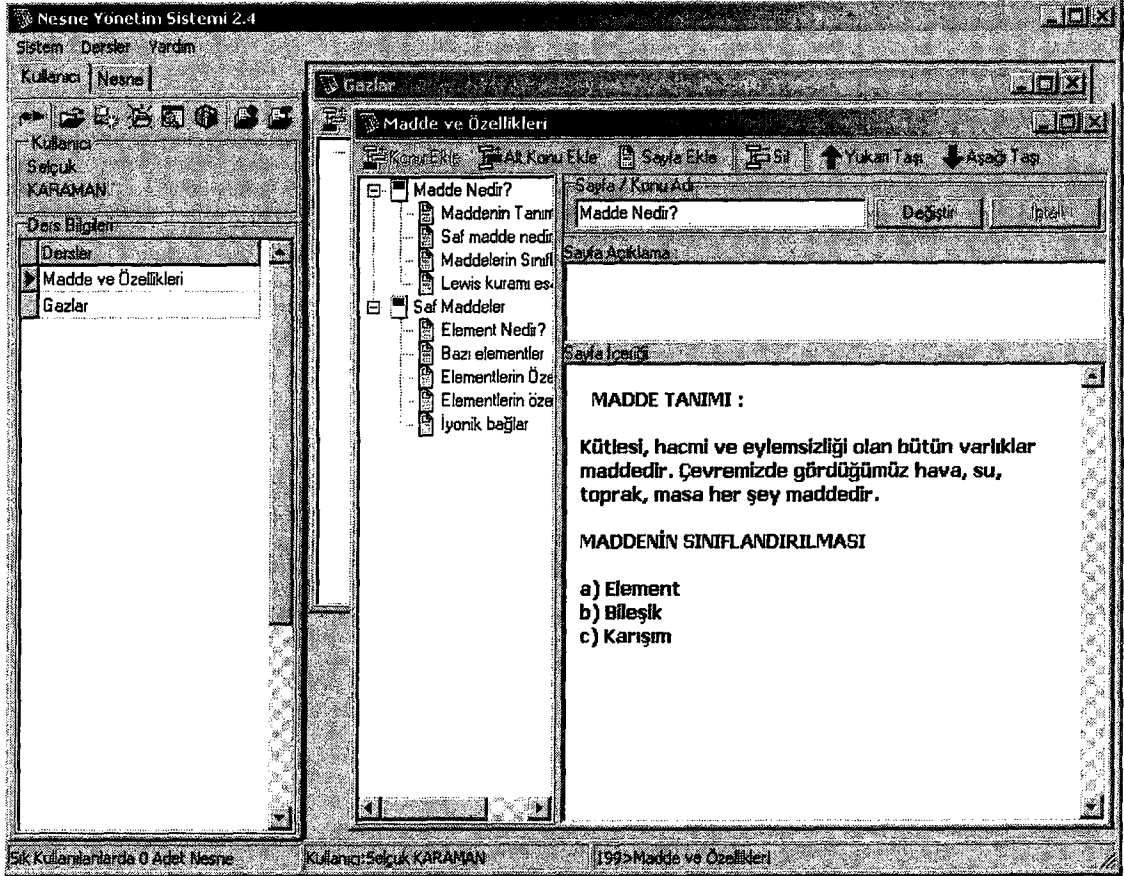 Nesne Yönetim Sistemi 2.4
Sistem Dersler Yardım
Kullanıcı Nesne
Kullanıcı
Selçuk
KARAMAN
Ders Bilgileri
Dersler
Madde ve Özellikleri
Gazlar
Gazlar
Madde ve Özellikleri
Konu Ekle Alt Konu Ekle Sayfa Ekle Sil Yukarı Taşı Aşağı Taşı
Madde Nedir?
Maddenin Tanım
Saf madde nedir
Maddelerin Sınıfl
Lewis kuramı es
Saf Maddeler
Element Nedir?
Bazı elementler
Elementlerin Öze
Elementlerin öze
İyonik bağlar
Sayfa / Konu Adı
Madde Nedir?
Değiştir İptal
Sayfa Açıklama :
Sayfa İçeriği
MADDE TANIMI :
Kütlesi, hacmi ve eylemsizliği olan bütün varlıklar
maddedir. Çevremizde gördüğümüz hava, su,
toprak, masa her şey maddedir.
MADDENİN SINIFLANDIRILMASI
a) Element
b) Bileşik
c) Karışım
Sık Kullanılanlarda 0 Adet Nesne
Kullanıcı:Selçuk KARAMAN
199>Madde ve Özellikleri